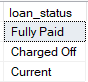 loan_status
Fully Paid
Charged Off
Current